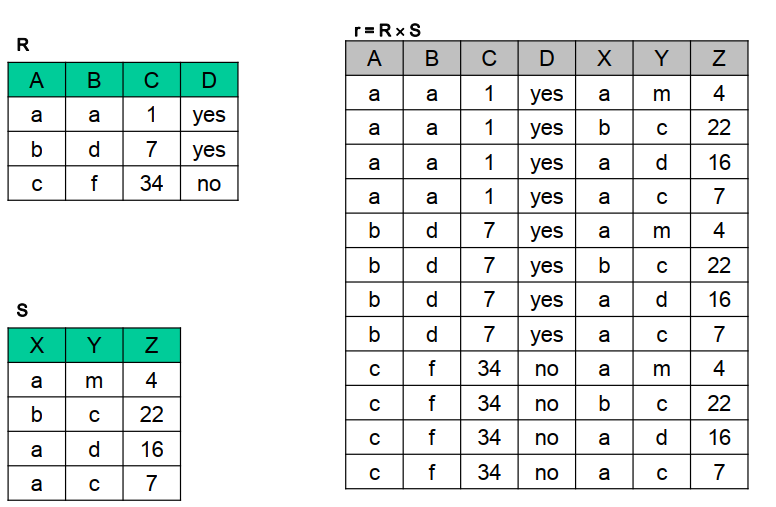 R
A B C D
a a 1 yes
b d 7 yes
c f 34 no
S
X Y Z
a m 4
b c 22
a d 16
a c 7
r = R × S
A B C D X Y Z
a a 1 yes a m 4
a a 1 yes b c 22
a a 1 yes a d 16
a a 1 yes a c 7
b d 7 yes a m 4
b d 7 yes b c 22
b d 7 yes a d 16
b d 7 yes a c 7
c f 34 no a m 4
c f 34 no b c 22
c f 34 no a d 16
c f 34 no a c 7